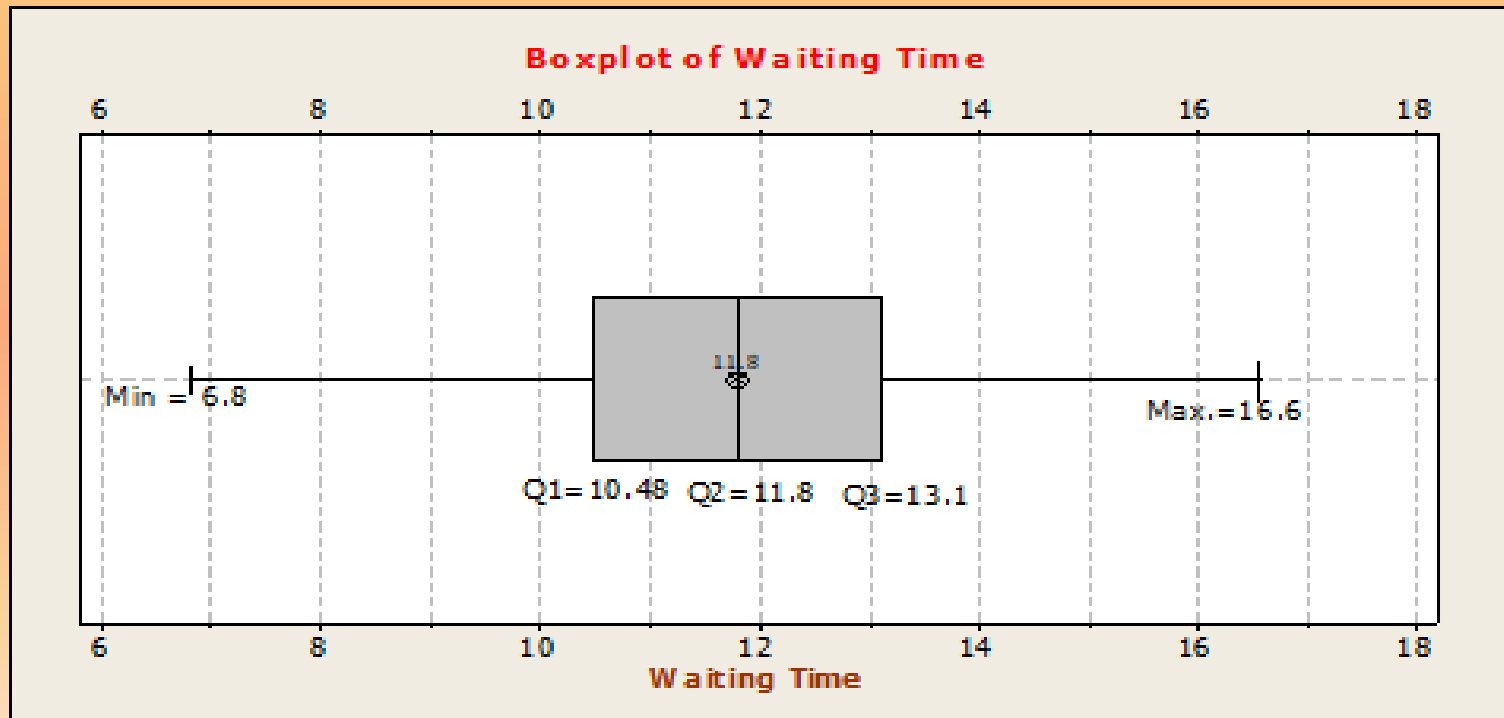 Boxplot of Waiting Time
6 8 10 12 14 16 18
11.8
Min = 6.8
Max.=16.6
Q1=10.48 Q2=11.8 Q3=13.1
6 8 10 12 14 16 18
Waiting Time